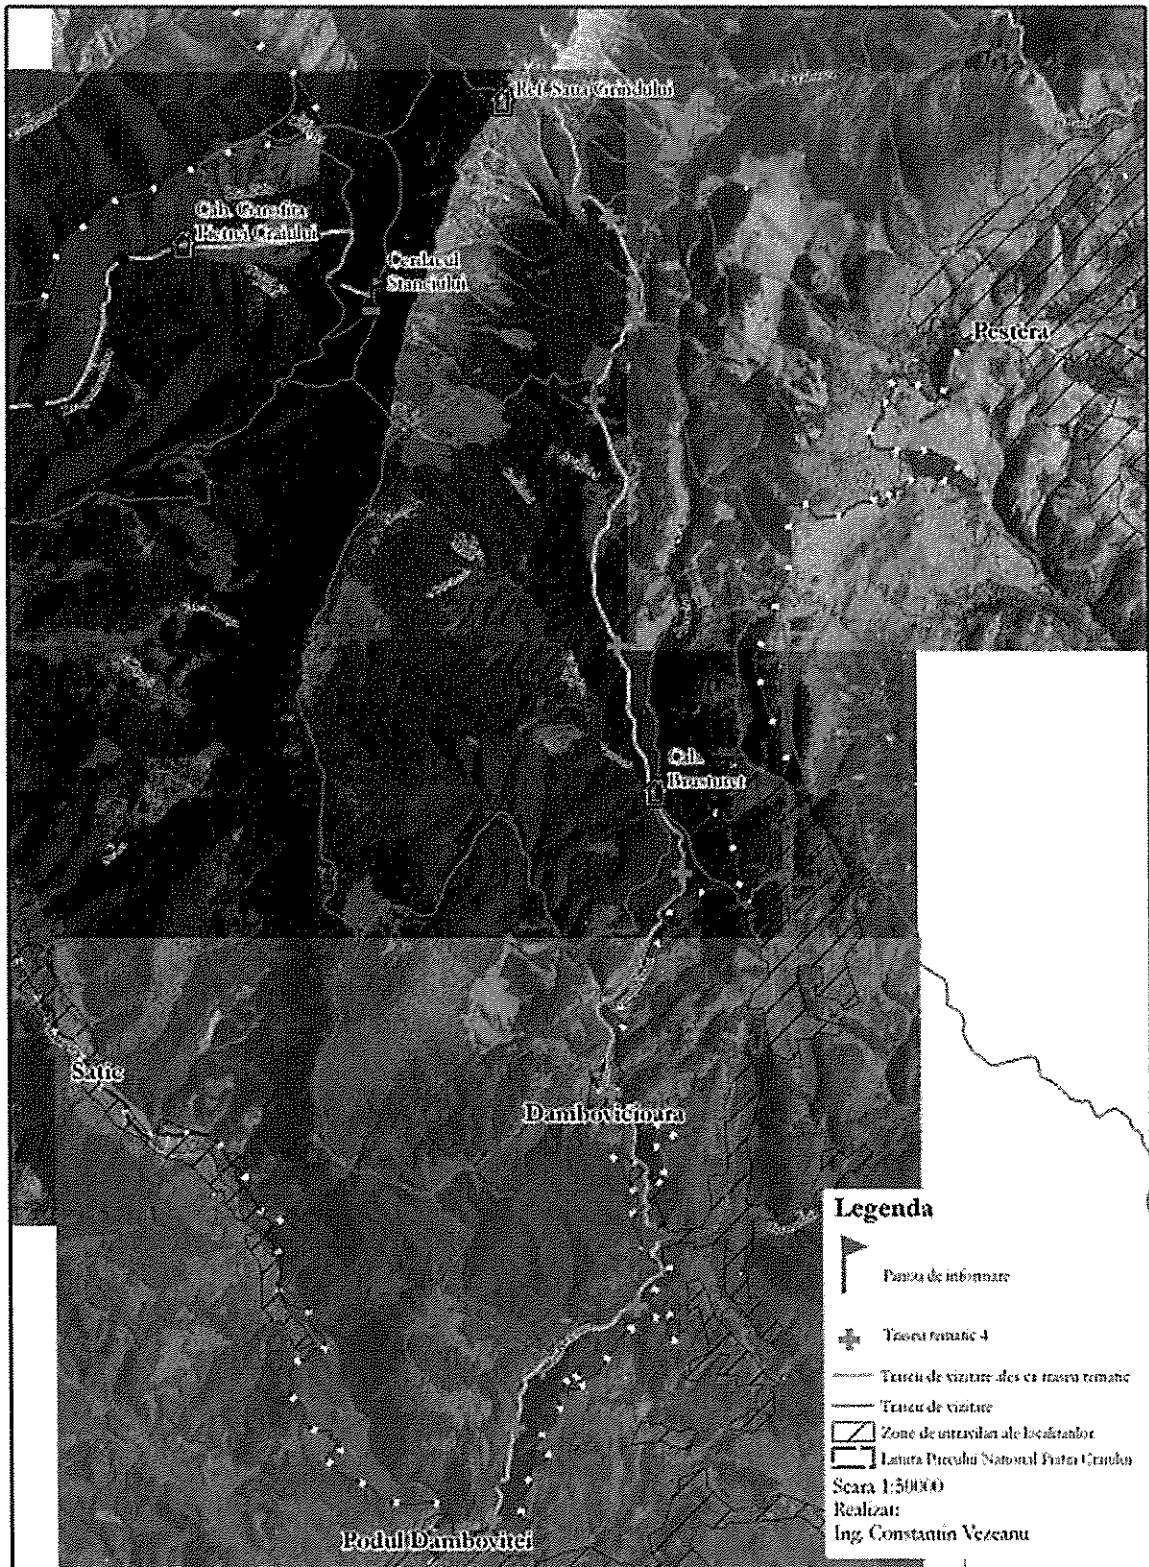 Ref. Saua Grindului
Cab. Garofita
Pietrei Craiului
Cerdacul
Stanciului
Pestera
Cab.
Brusturet
Satic
Dambovicioara
Podul Dambovitei
Legenda
Panou de informare
Traseu tematic 4
Traseu de vizitare ales ca traseu tematic
Traseu de vizitare
Zone de intravilan ale localitatilor
Limita Parcului National Piatra Craiului
Scara 1:50000
Realizat:
Ing. Constantin Vezeanu